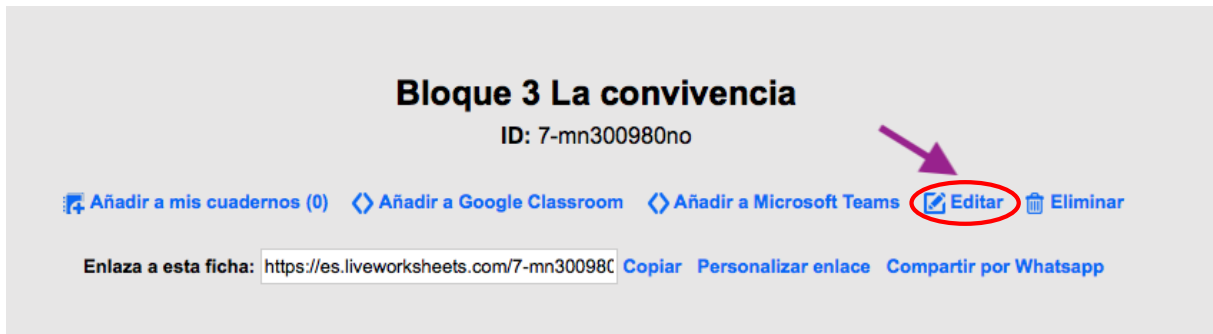 Bloque 3 La convivencia
ID: 7-mn300980no
Añadir a mis cuadernos (0) Añadir a Google Classroom Añadir a Microsoft Teams Editar Eliminar
Enlaza a esta ficha: https://es.liveworksheets.com/7-mn300980 Copiar Personalizar enlace Compartir por Whatsapp